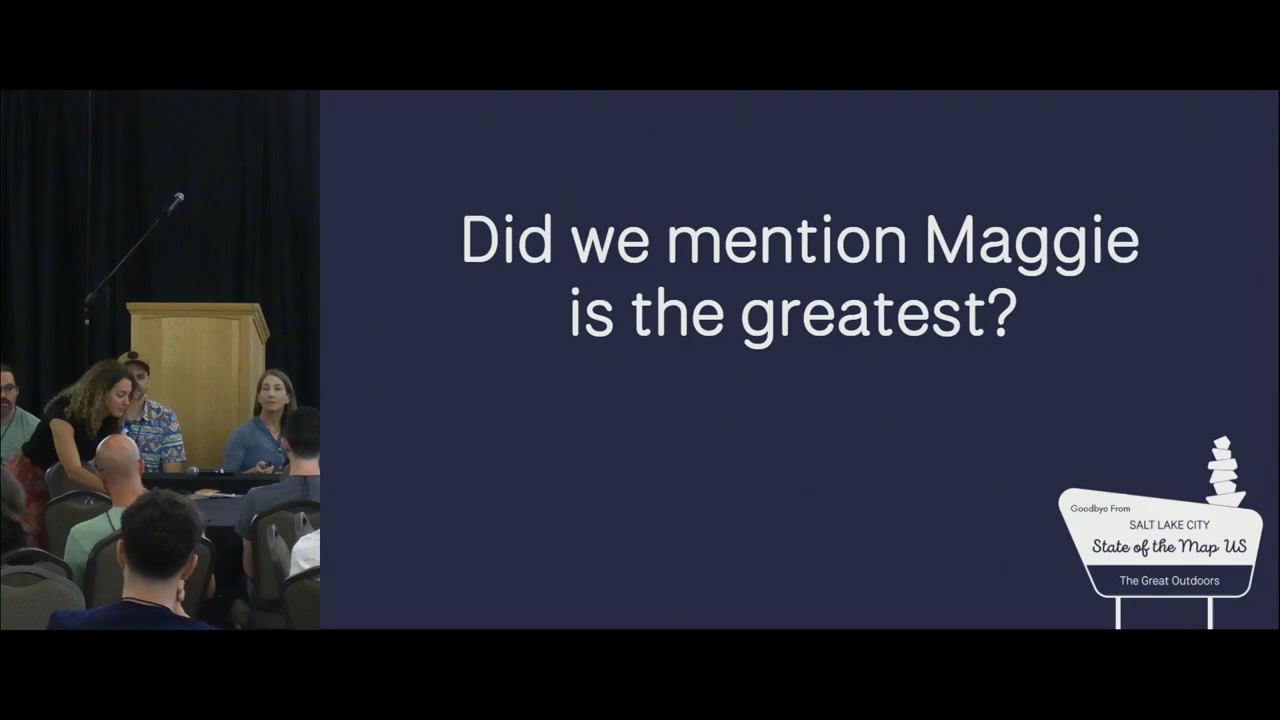 Did we mention Maggie
is the greatest?
Goodbye From
SALT LAKE CITY
State of the Map US
The Great Outdoors